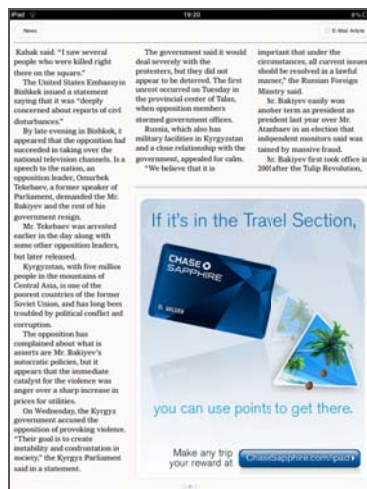 iPad
19:20
News
E-Mail Article
Kabak said. "I saw several
people who were killed right
there on the square."
The United States Embassy in
Bishkek issued a statement
saying that it was "deeply
concerned about reports of civil
disturbances."
By late evening in Bishkek, it
appeared that the opposition had
succeeded in taking over the
national television channels. Is a
speech to the nation, an
opposition leader, Omurbek
Tekebaev, a former speaker of
Parliament, demanded the Mr.
Bakiyev and the rest of his
government resign.
Mr. Tekebaev was arrested
earlier in the day along with
some other opposition leaders,
but later released.
Kyrgyzstan, with five million
people in the mountains of
Central Asia, is one of the
poorest countries of the former
Soviet Union, and has long been
troubled by political conflict and
corruption.
The opposition has
complained about what is
asserts are Mr. Bakiyev's
autocratic policies, but it
appears that the immediate
catalyst for the violence was
anger over a sharp increase in
prices for utilities.
On Wednesday, the Kyrgyz
government accused the
opposition of provoking violence.
"Their goal is to create
instability and confrontation in
society," the Kyrgyz Parliament
said in a statement.
The government said it would
deal severely with the
protesters, but they did not
appear to be deterred. The first
unrest occurred on Tuesday in
the provincial center of Talas,
when opposition members
stormed government offices.
Russia, which also has
military facilities in Kyrgyzstan
and a close relationship with the
government, appealed for calm.
"We believe that it is
important that under the
circumstances, all current issues
should be resolved in a lawful
manner," the Russian Foreign
Ministry said.
Mr. Bakiyev easily won
another term as president as
president last year over Mr.
Atambaev in an election that
independent monitors said was
tained by massive fraud.
Mr. Bakiyev first took office in
2005 after the Tulip Revolution,
If it's in the Travel Section,
CHASE
SAPPHIRE
D. WALDEN
you can use points to get there.
Make any trip
your reward at
ChaseSapphire.com/ipad